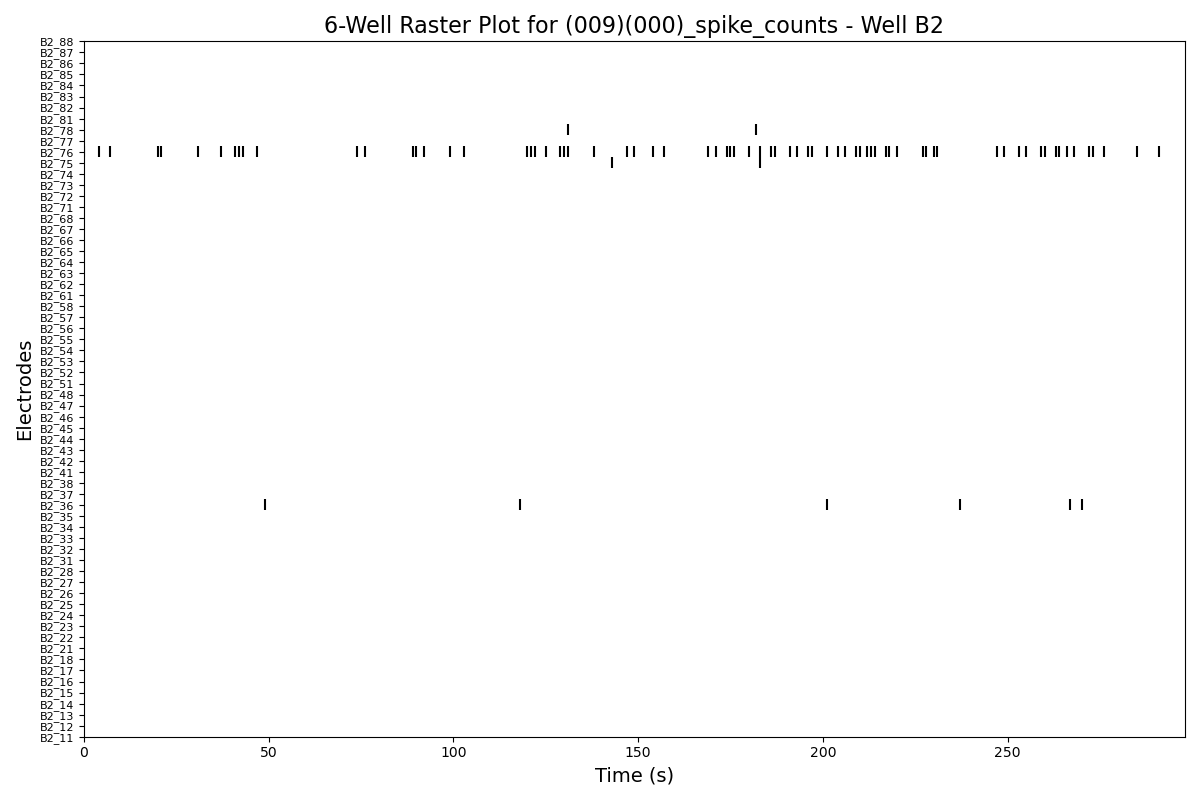 6-Well Raster Plot for (009)(000)_spike_counts - Well B2
Electrodes
B2_88
B2_87
B2_86
B2_85
B2_84
B2_83
B2_82
B2_81
B2_78
B2_77
B2_76
B2_75
B2_74
B2_73
B2_72
B2_71
B2_68
B2_67
B2_66
B2_65
B2_64
B2_63
B2_62
B2_61
B2_58
B2_57
B2_56
B2_55
B2_54
B2_53
B2_52
B2_51
B2_48
B2_47
B2_46
B2_45
B2_44
B2_43
B2_42
B2_41
B2_38
B2_37
B2_36
B2_35
B2_34
B2_33
B2_32
B2_31
B2_28
B2_27
B2_26
B2_25
B2_24
B2_23
B2_22
B2_21
B2_18
B2_17
B2_16
B2_15
B2_14
B2_13
B2_12
B2_11
0 50 100 150 200 250
Time (s)